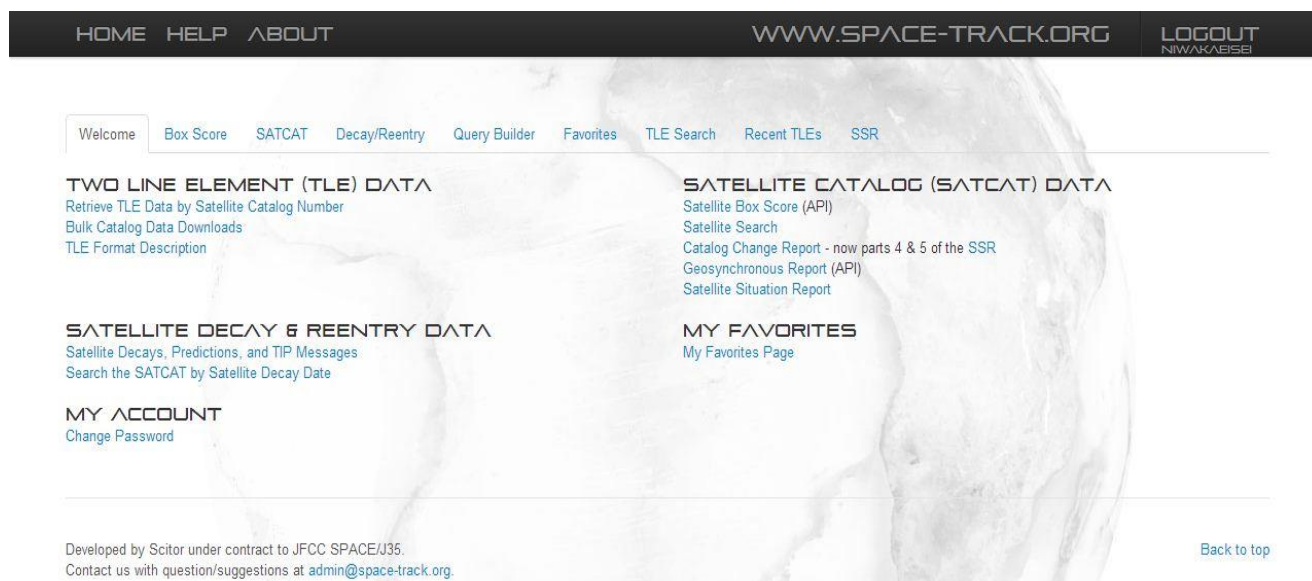 HOME HELP ABOUT WWW.SPACE-TRACK.ORG LOGOUT
NIWAKAEISEI
Welcome Box Score SATCAT Decay/Reentry Query Builder Favorites TLE Search Recent TLEs SSR
TWO LINE ELEMENT (TLE) DATA
Retrieve TLE Data by Satellite Catalog Number
Bulk Catalog Data Downloads
TLE Format Description
SATELLITE CATALOG (SATCAT) DATA
Satellite Box Score (API)
Satellite Search
Catalog Change Report - now parts 4 & 5 of the SSR
Geosynchronous Report (API)
Satellite Situation Report
SATELLITE DECAY & REENTRY DATA
Satellite Decays, Predictions, and TIP Messages
Search the SATCAT by Satellite Decay Date
MY FAVORITES
My Favorites Page
MY ACCOUNT
Change Password
Developed by Scitor under contract to JFCC SPACE/J35.
Contact us with question/suggestions at admin@space-track.org.
Back to top